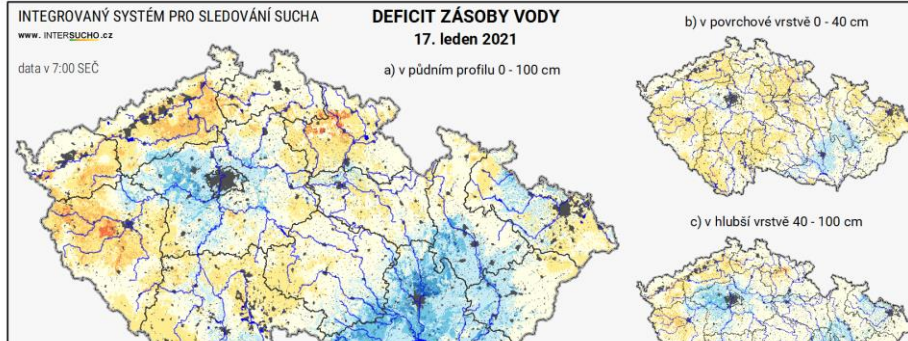 INTEGROVANÝ SYSTÉM PRO SLEDOVÁNÍ SUCHA
www. INTERSUCHO.cz
data v 7:00 SEČ
DEFICIT ZÁSOBY VODY
17. leden 2021
a) v půdním profilu 0 - 100 cm
b) v povrchové vrstvě 0 - 40 cm
c) v hlubší vrstvě 40 - 100 cm